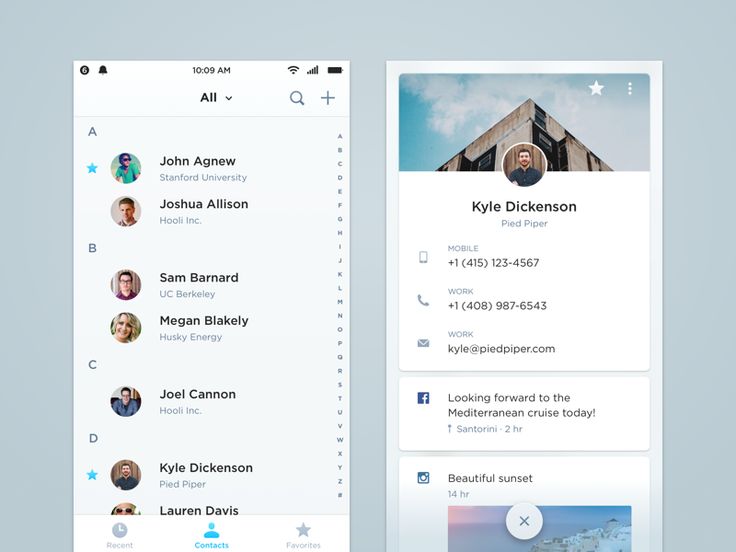 6
10:09 AM
All
A
John Agnew
Stanford University
Joshua Allison
Hooli Inc.
B
Sam Barnard
UC Berkeley
Megan Blakely
Husky Energy
C
Joel Cannon
Hooli Inc.
D
Kyle Dickenson
Pied Piper
Lauren Davis
A
B
C
D
E
F
G
H
I
J
K
L
M
N
O
P
Q
R
S
T
U
V
W
X
Y
Z
#
Recent
Contacts
Favorites
Kyle Dickenson
Pied Piper
MOBILE
+1 (415) 123-4567
WORK
+1 (408) 987-6543
WORK
kyle@piedpiper.com
Looking forward to the
Mediterranean cruise today!
Santorini · 2 hr
Beautiful sunset
14 hr